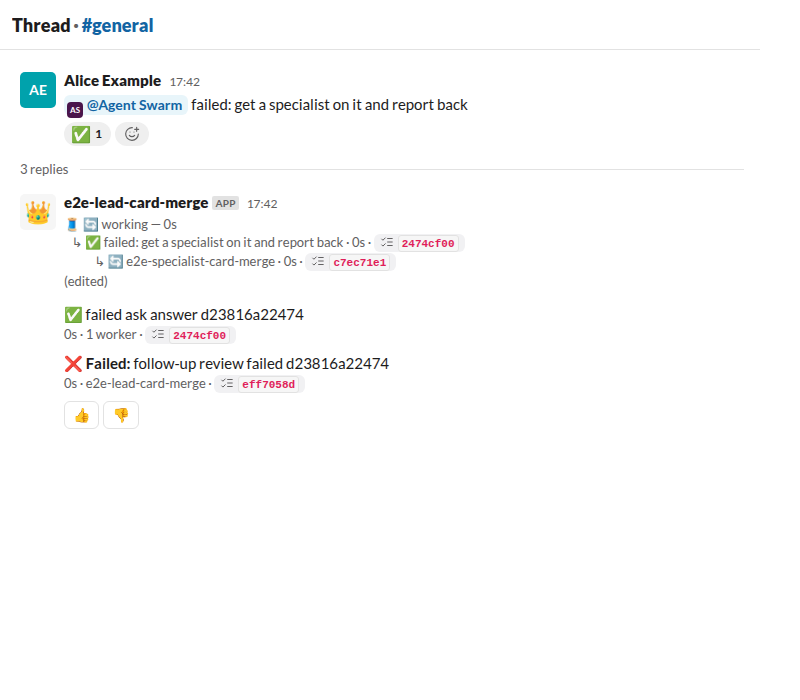 Thread • #general
AE
Alice Example 17:42
AS @Agent Swarm failed: get a specialist on it and report back
✅ 1
3 replies
e2e-lead-card-merge APP 17:42
🧵 🔄 working — 0s
↳ ✅ failed: get a specialist on it and report back · 0s · 2474cf00
↳ 🔄 e2e-specialist-card-merge · 0s · c7ec71e1
(edited)
✅ failed ask answer d23816a22474
0s · 1 worker · 2474cf00
❌ Failed: follow-up review failed d23816a22474
0s · e2e-lead-card-merge · eff7058d
👍 👎